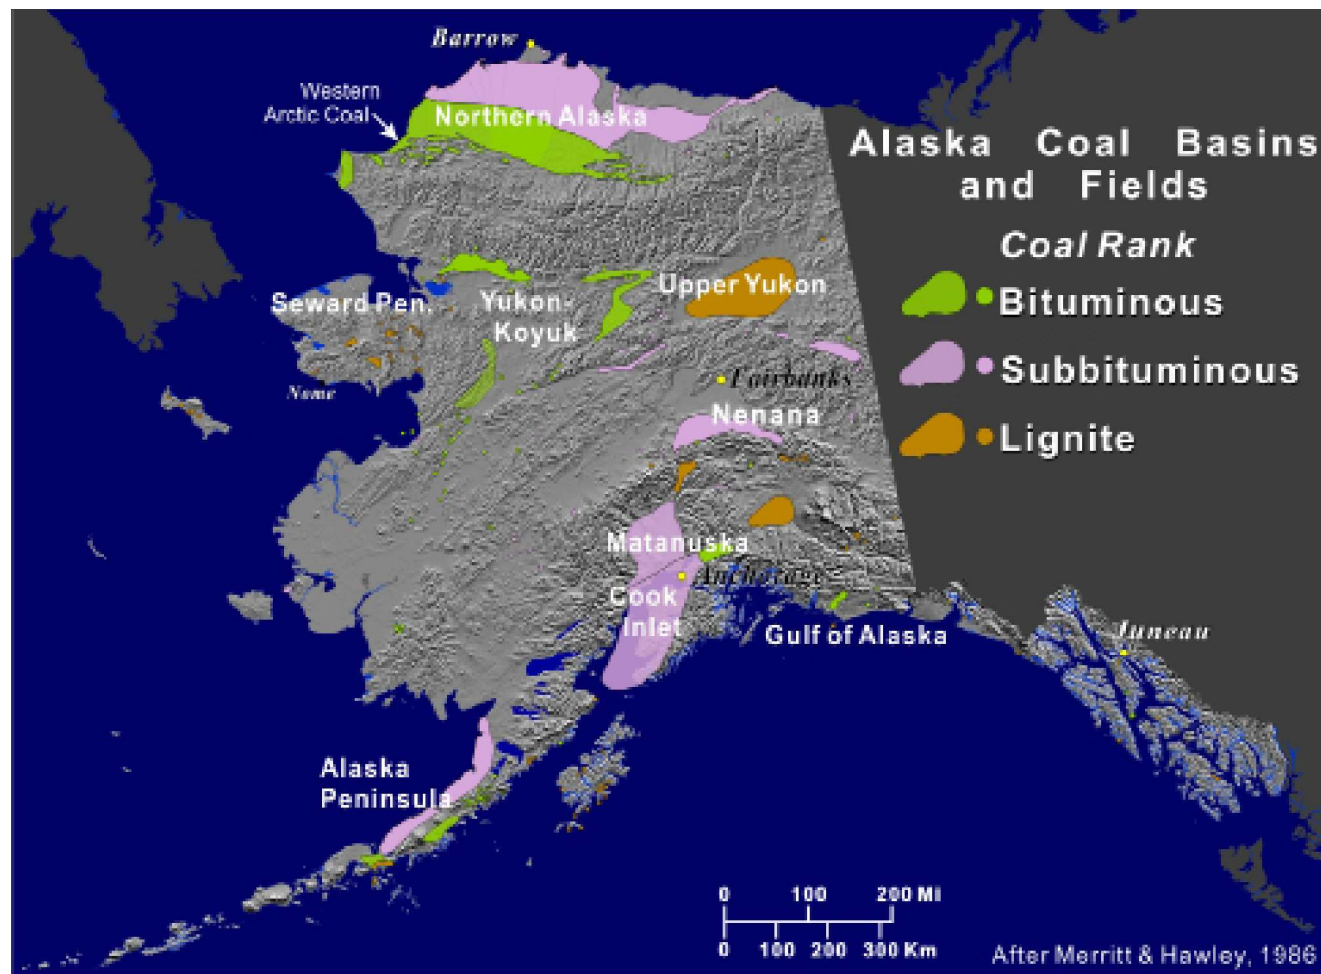 Barrow
Western
Arctic Coal
Northern Alaska
Alaska Coal Basins
and Fields
Coal Rank
Bituminous
Subbituminous
Lignite
Seward Pen.
Yukon-
Koyuk
Upper Yukon
Nome
Fairbanks
Nenana
Matanuska
Anchorage
Cook
Inlet
Gulf of Alaska
Juneau
Alaska
Peninsula
0 100 200 Mi
0 100 200 300 Km
After Merritt & Hawley, 1986